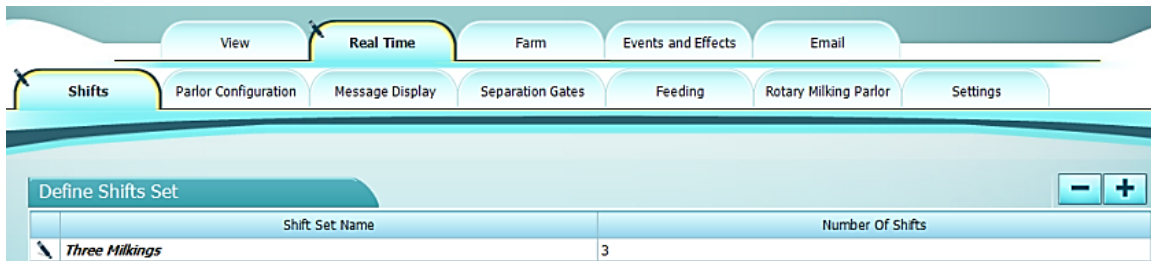 View Real Time Farm Events and Effects Email
Shifts Parlor Configuration Message Display Separation Gates Feeding Rotary Milking Parlor Settings
Define Shifts Set
Shift Set Name Number Of Shifts
Three Milkings 3